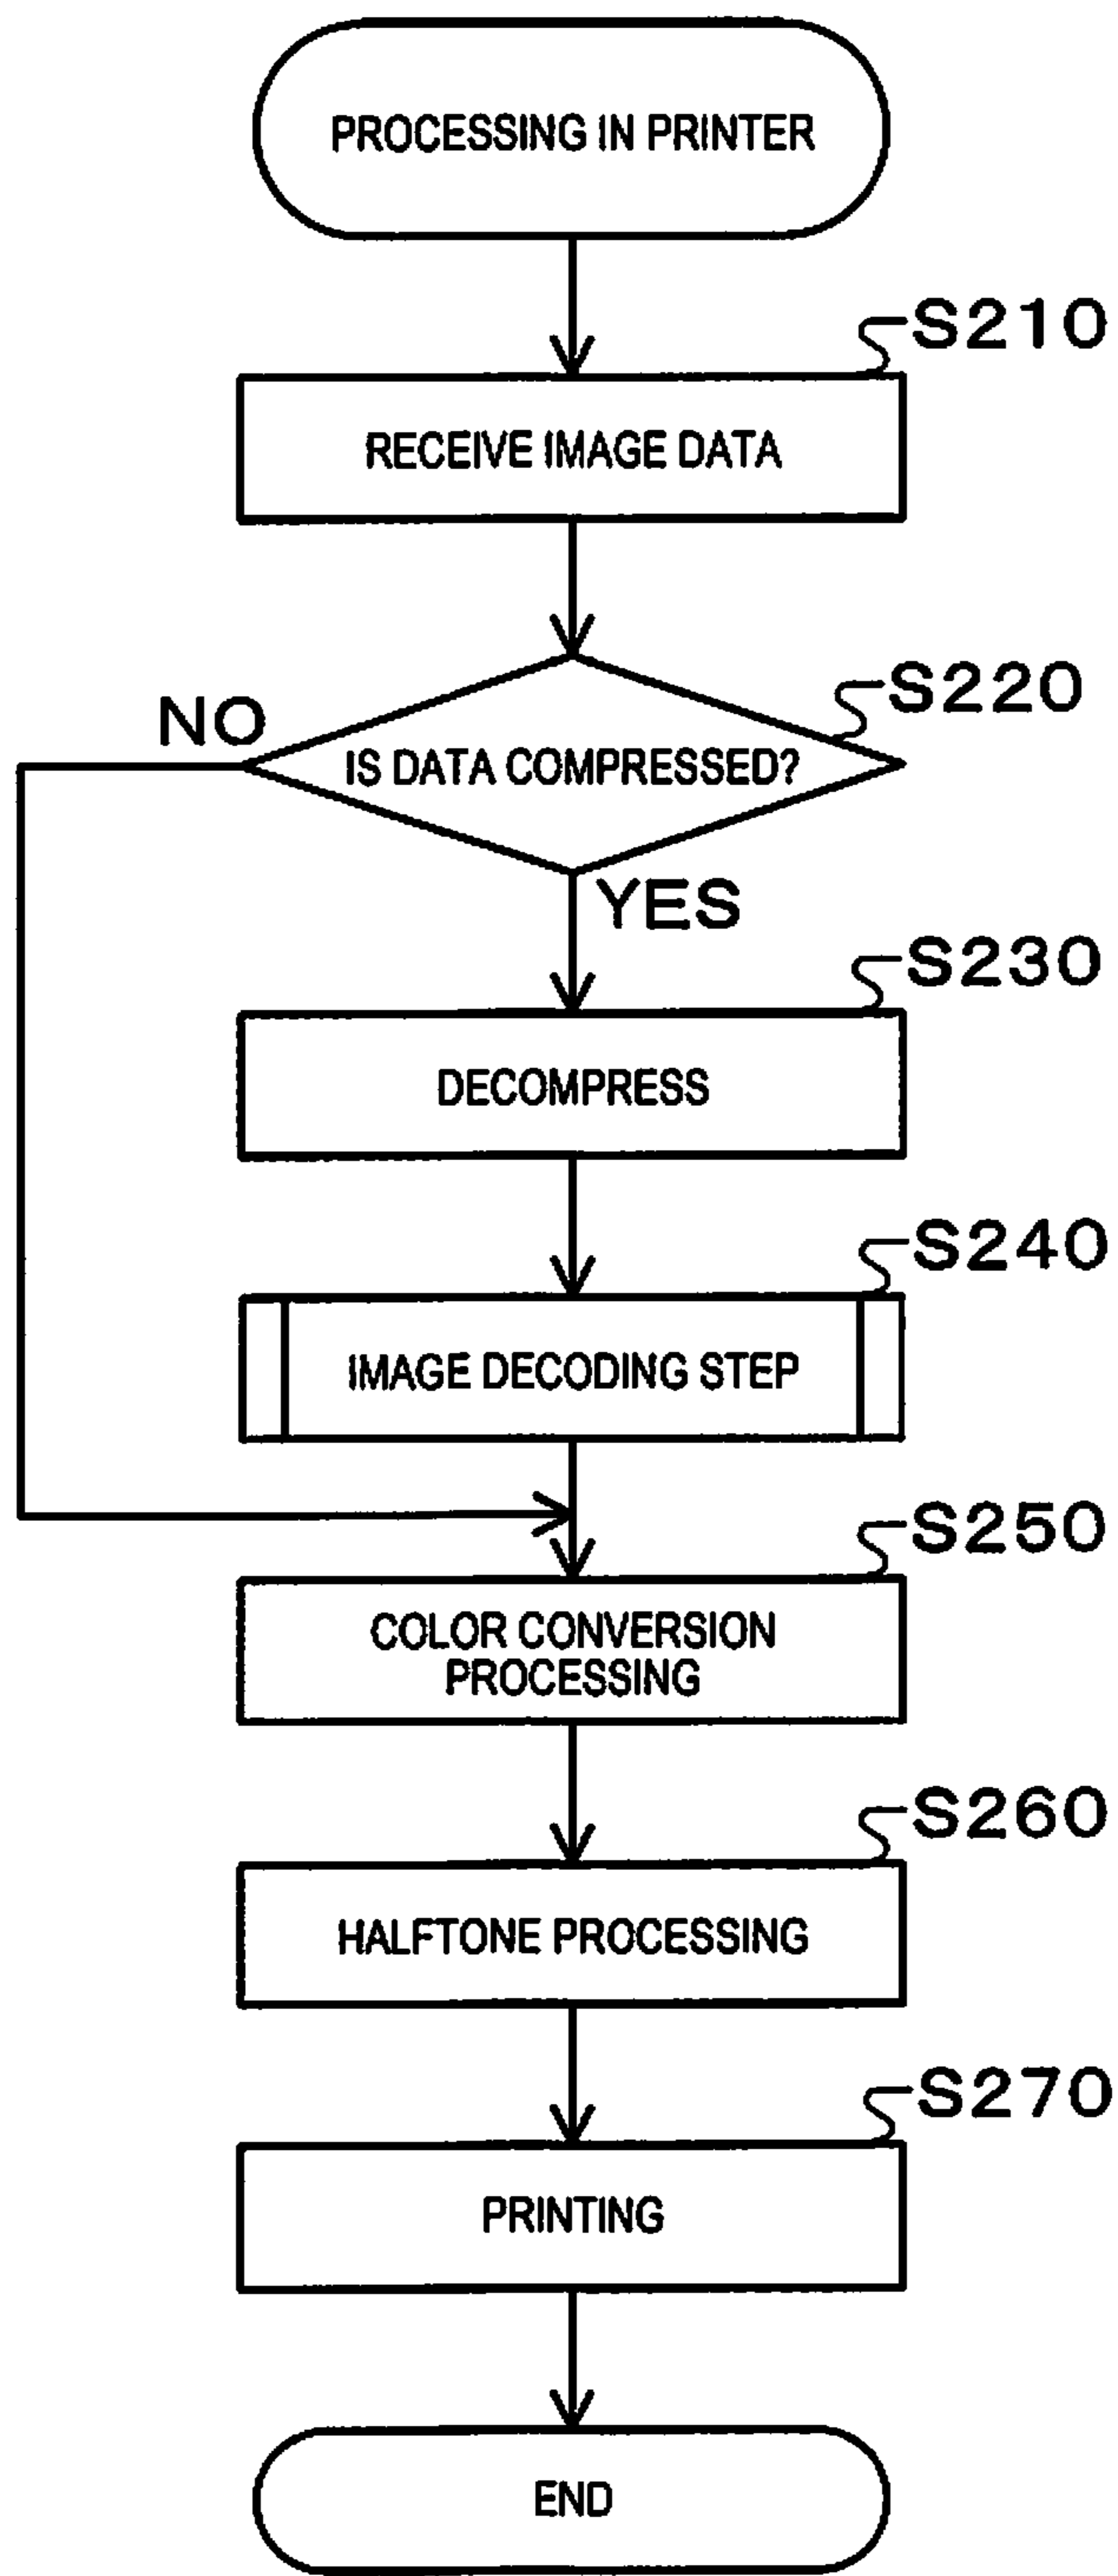 PROCESSING IN PRINTER
S210
RECEIVE IMAGE DATA
S220
NO
IS DATA COMPRESSED?
YES
S230
DECOMPRESS
S240
IMAGE DECODING STEP
S250
COLOR CONVERSION
PROCESSING
S260
HALFTONE PROCESSING
S270
PRINTING
END